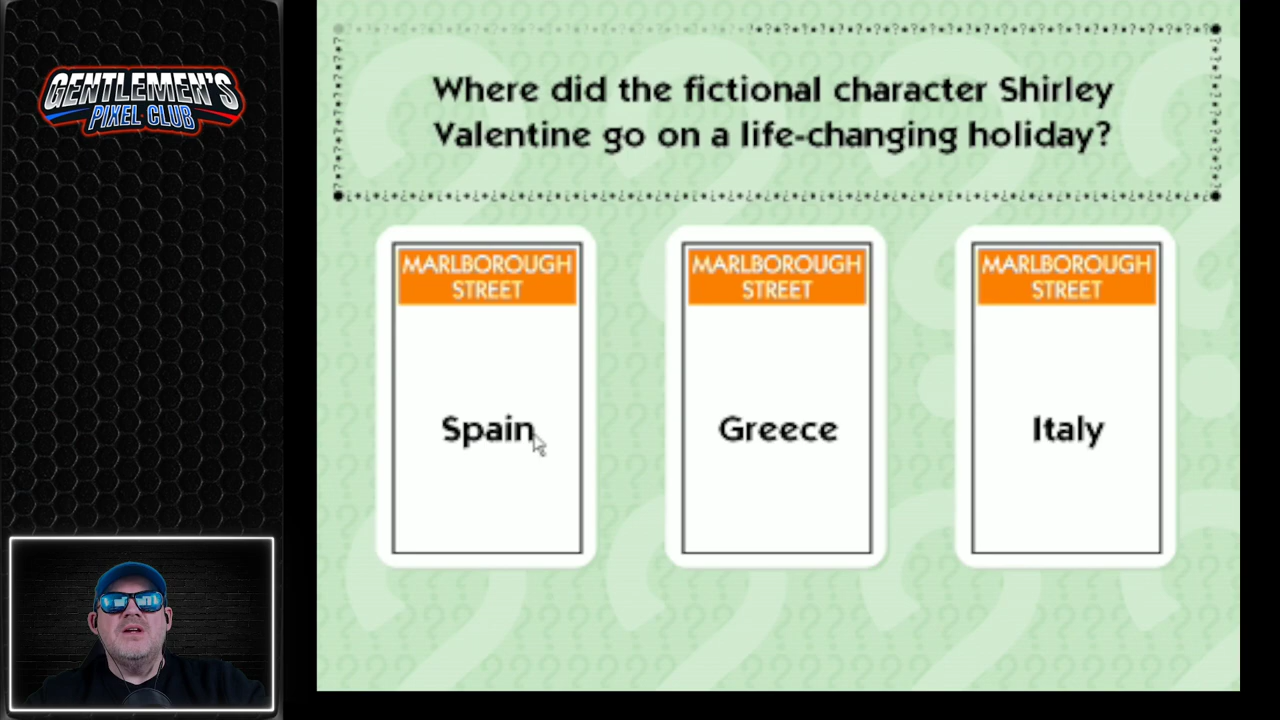 GENTLEMEN'S
PIXEL CLUB
Where did the fictional character Shirley
Valentine go on a life-changing holiday?
MARLBOROUGH
STREET
Spain
MARLBOROUGH
STREET
Greece
MARLBOROUGH
STREET
Italy